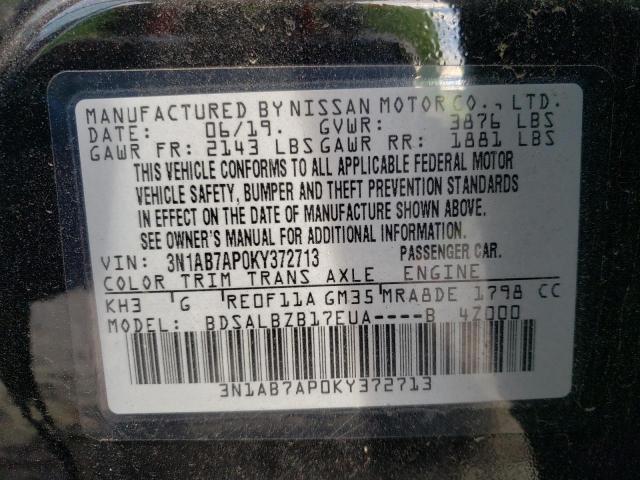 MANUFACTURED BY NISSAN MOTOR CO., LTD.
DATE: 06/19. GVWR: 3876 LBS
GAWR FR: 2143 LBS GAWR RR: 1881 LBS
THIS VEHICLE CONFORMS TO ALL APPLICABLE FEDERAL MOTOR
VEHICLE SAFETY, BUMPER AND THEFT PREVENTION STANDARDS
IN EFFECT ON THE DATE OF MANUFACTURE SHOWN ABOVE.
SEE OWNER'S MANUAL FOR ADDITIONAL INFORMATION.
VIN: 3N1AB7AP0KY372713 PASSENGER CAR.
COLOR TRIM TRANS AXLE ENGINE
KH3 G RE0F11A GM35 MRA8DE 1798 CC
MODEL: BDSALBZB17EUA----B 4Z000
3N1AB7AP0KY372713